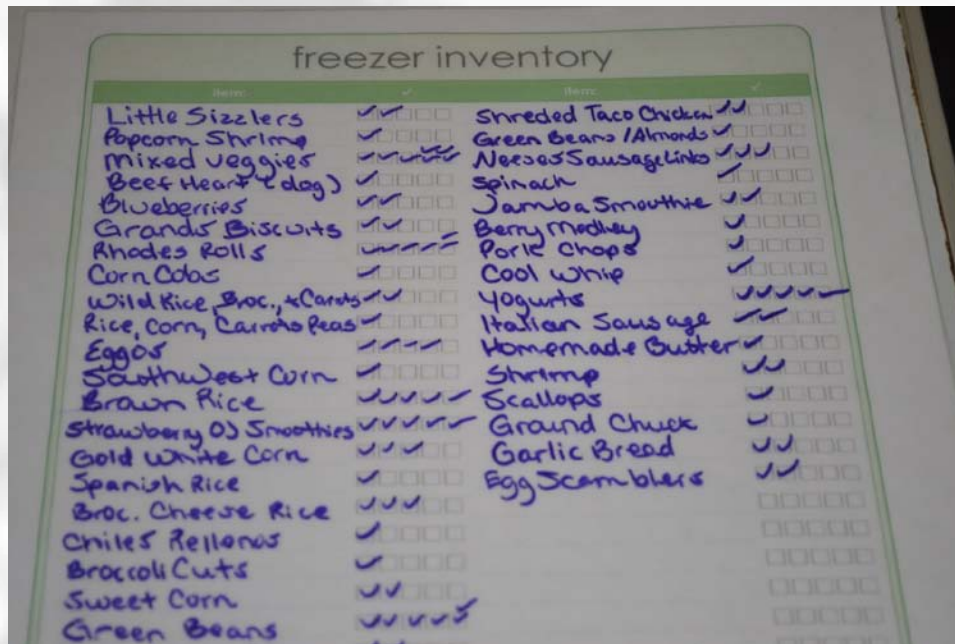 freezer inventory
item: ✓ item: ✓
Little Sizzlers
Popcorn Shrimp
mixed veggies
Beef Heart (dog)
Blueberries
Grands Biscuits
Rhodes Rolls
Corn Cobs
Wild Rice, Broc., + Carrots
Rice, Corn, Carrots Peas
Eggos
Southwest Corn
Brown Rice
Strawberry OJ Smoothies
Gold White Corn
Spanish Rice
Broc. Cheese Rice
Chiles Rellenos
Broccoli Cuts
Sweet Corn
Green Beans
Shreded Taco Chicken
Green Beans / Almonds
Neeses Sausage Links
Spinach
Jamba Smouthie
Berry Medley
Pork Chops
Cool Whip
Yogurts
Italian Sausage
Homemade Butter
Shrimp
Scallops
Ground Chuck
Garlic Bread
Egg Scamblers